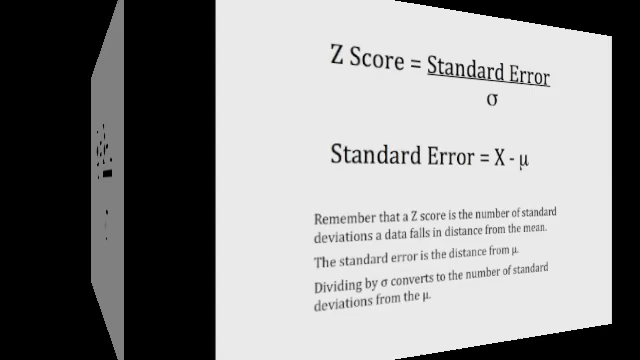 Z Score = Standard Error
σ
Standard Error = X - μ
Remember that a Z score is the number of standard
deviations a data falls in distance from the mean.
The standard error is the distance from μ.
Dividing by σ converts to the number of standard
deviations from the μ.